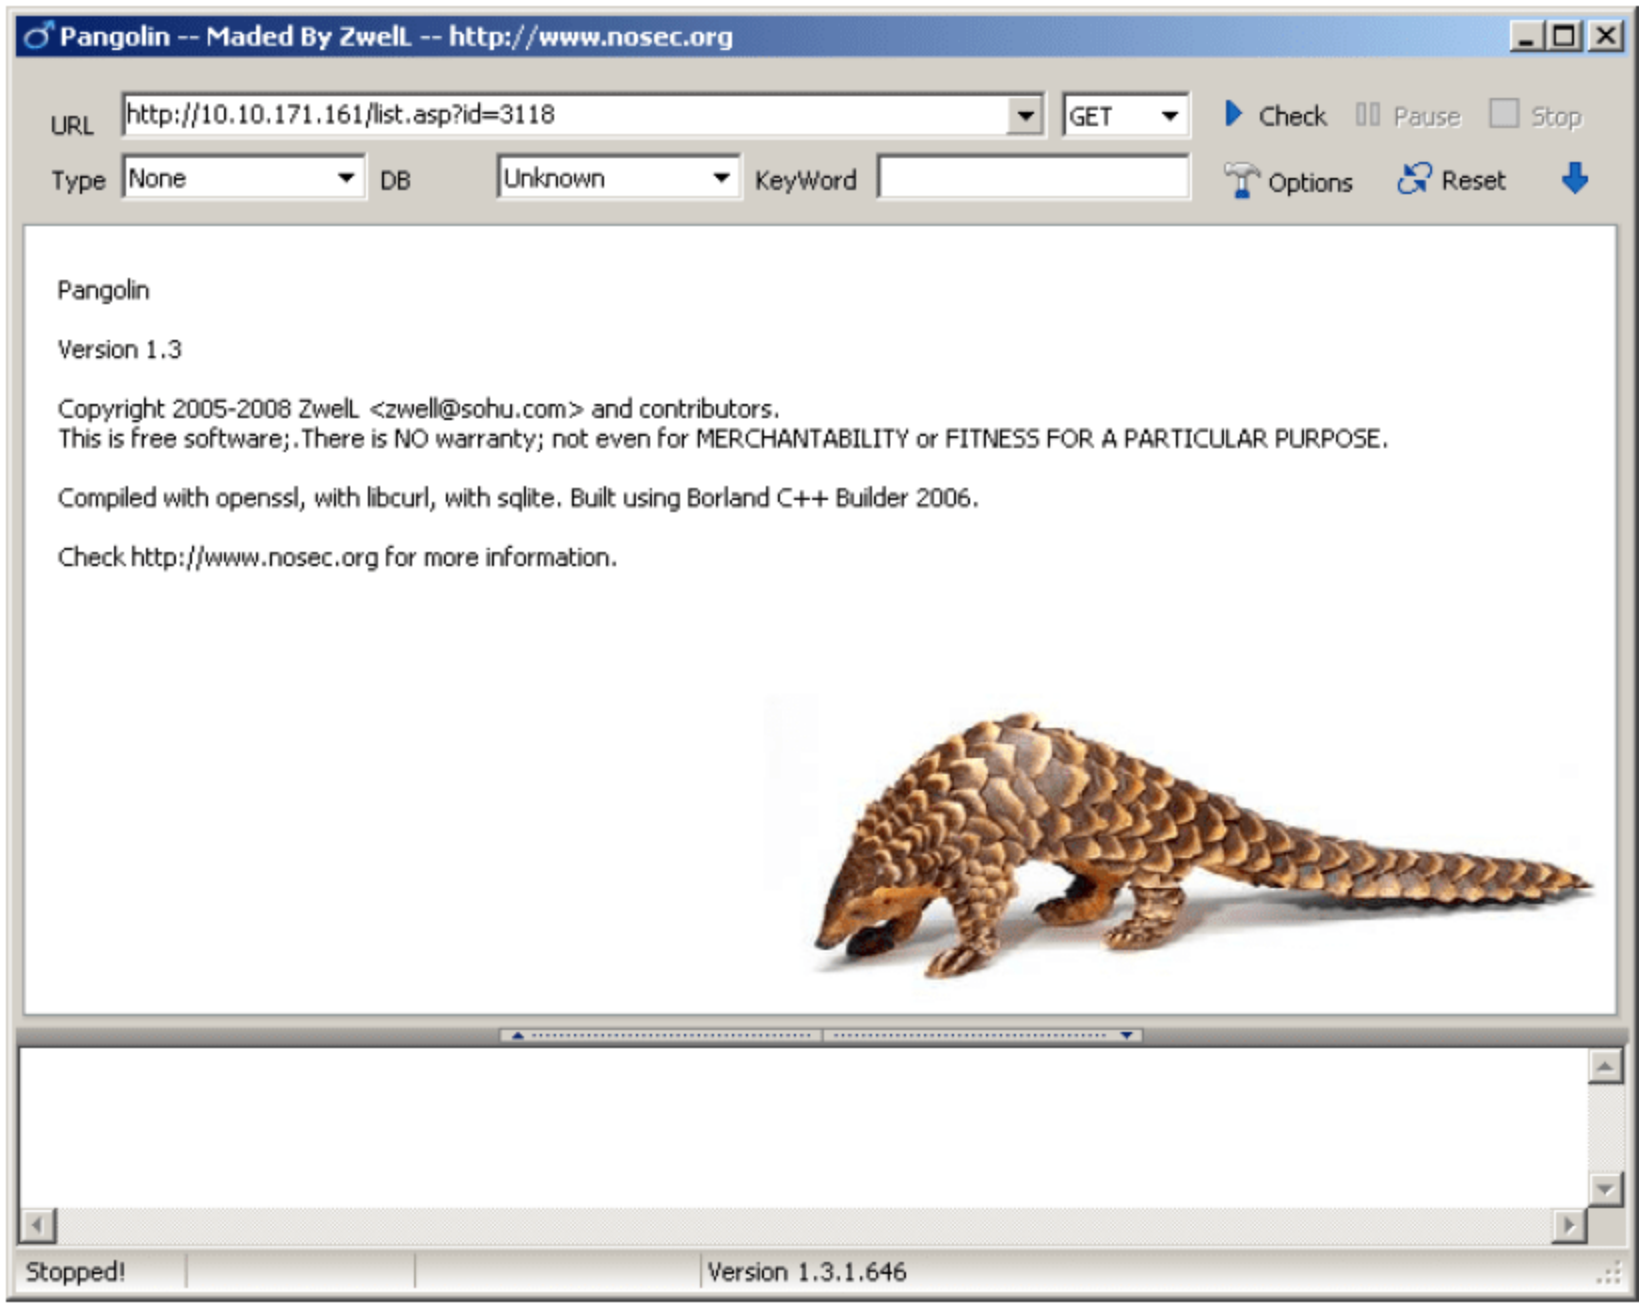 Pangolin -- Maded By ZwelL -- http://www.nosec.org
URL http://10.10.171.161/list.asp?id=3118 GET Check Pause Stop
Type None DB Unknown KeyWord Options Reset
Pangolin
Version 1.3
Copyright 2005-2008 ZwelL <zwell@sohu.com> and contributors.
This is free software;.There is NO warranty; not even for MERCHANTABILITY or FITNESS FOR A PARTICULAR PURPOSE.
Compiled with openssl, with libcurl, with sqlite. Built using Borland C++ Builder 2006.
Check http://www.nosec.org for more information.
Stopped! Version 1.3.1.646